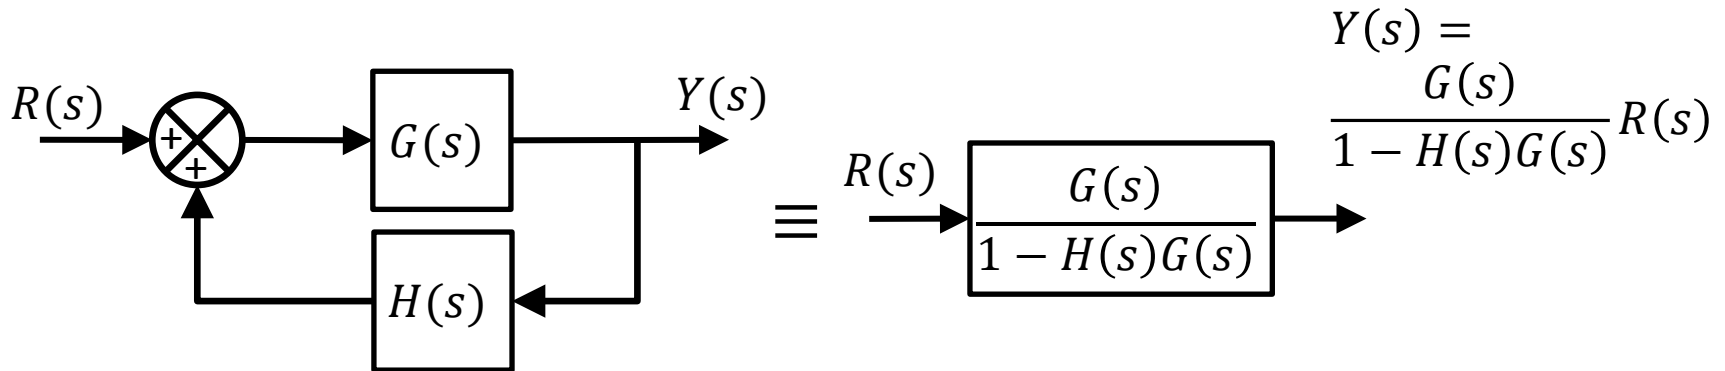 R(s)
+
+
G(s)
Y(s)
H(s)
≡
R(s)
G(s)
1 − H(s)G(s)
Y(s) =
G(s)
1 − H(s)G(s) R(s)